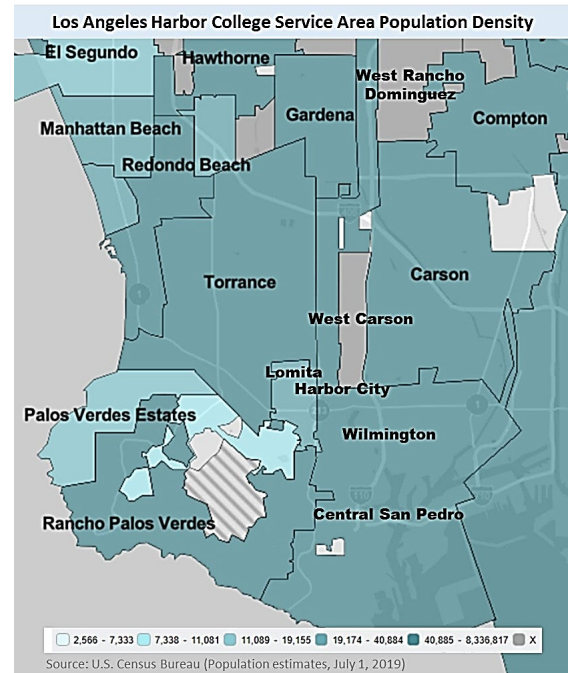 Los Angeles Harbor College Service Area Population Density
El Segundo
Hawthorne
West Rancho
Dominguez
Gardena
Compton
Manhattan Beach
Redondo Beach
Torrance
Carson
West Carson
Lomita
Harbor City
Palos Verdes Estates
Wilmington
Rancho Palos Verdes
Central San Pedro
2,566 - 7,333 7,338 - 11,081 11,089 - 19,155 19,174 - 40,884 40,885 - 8,336,817 X
Source: U.S. Census Bureau (Population estimates, July 1, 2019)